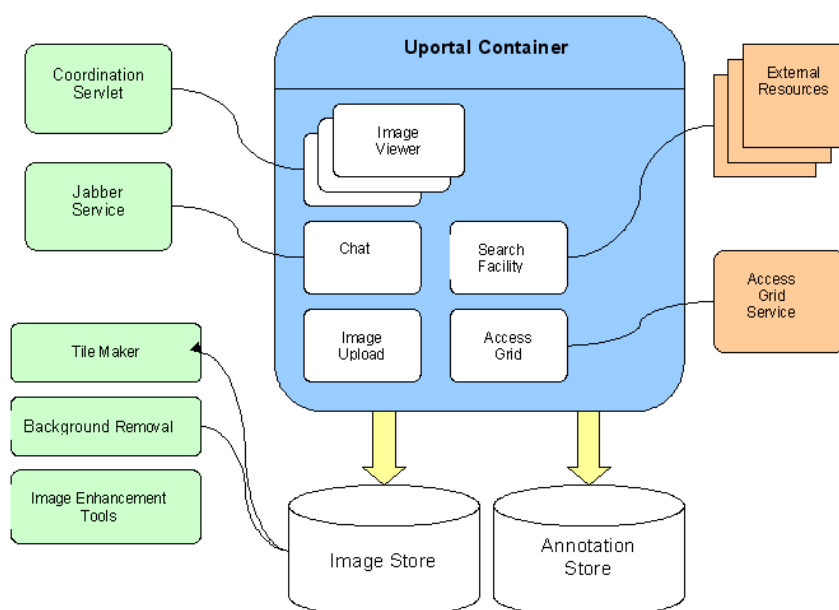 Uportal Container
Coordination
Servlet
Image
Viewer
External
Resources
Jabber
Service
Chat
Search
Facility
Access
Grid
Service
Tile Maker
Image
Upload
Access
Grid
Background Removal
Image Enhancement
Tools
Image Store
Annotation
Store